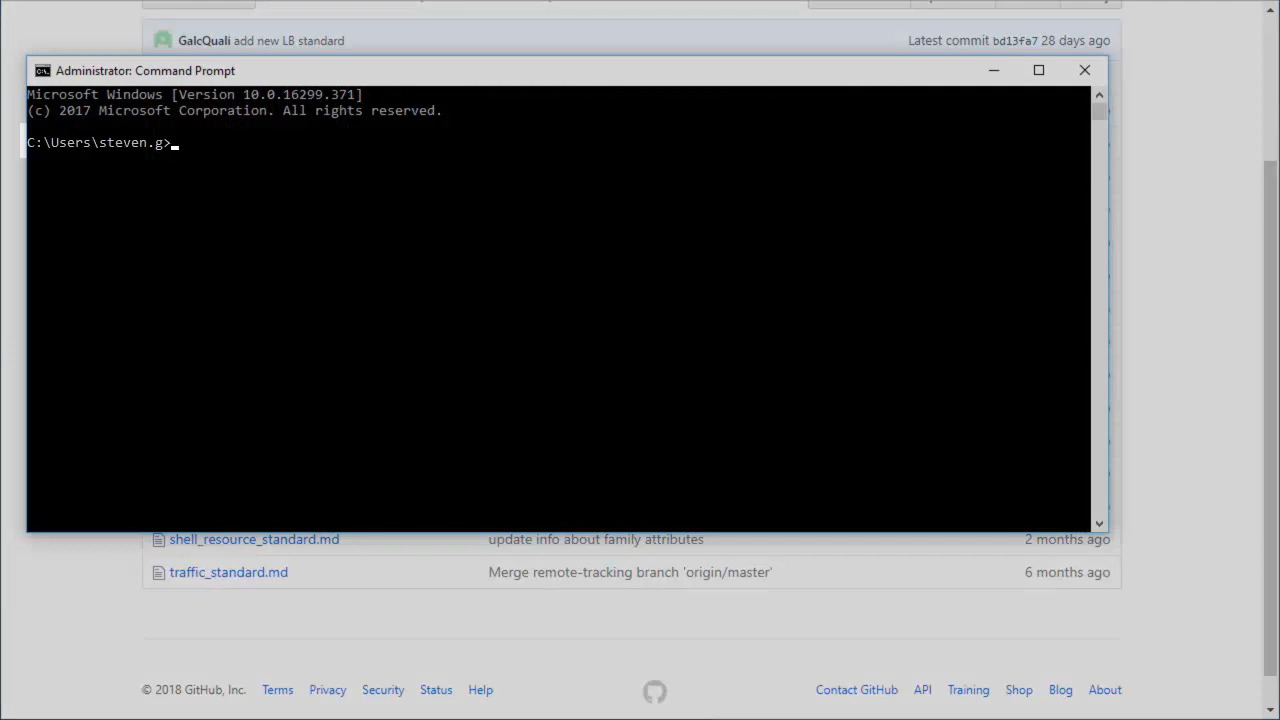 GalcQuali add new LB standard Latest commit bd13fa7 28 days ago
Administrator: Command Prompt
Microsoft Windows [Version 10.0.16299.371]
(c) 2017 Microsoft Corporation. All rights reserved.
C:\Users\steven.g>
shell_resource_standard.md update info about family attributes 2 months ago
traffic_standard.md Merge remote-tracking branch 'origin/master' 6 months ago
© 2018 GitHub, Inc. Terms Privacy Security Status Help Contact GitHub API Training Shop Blog About